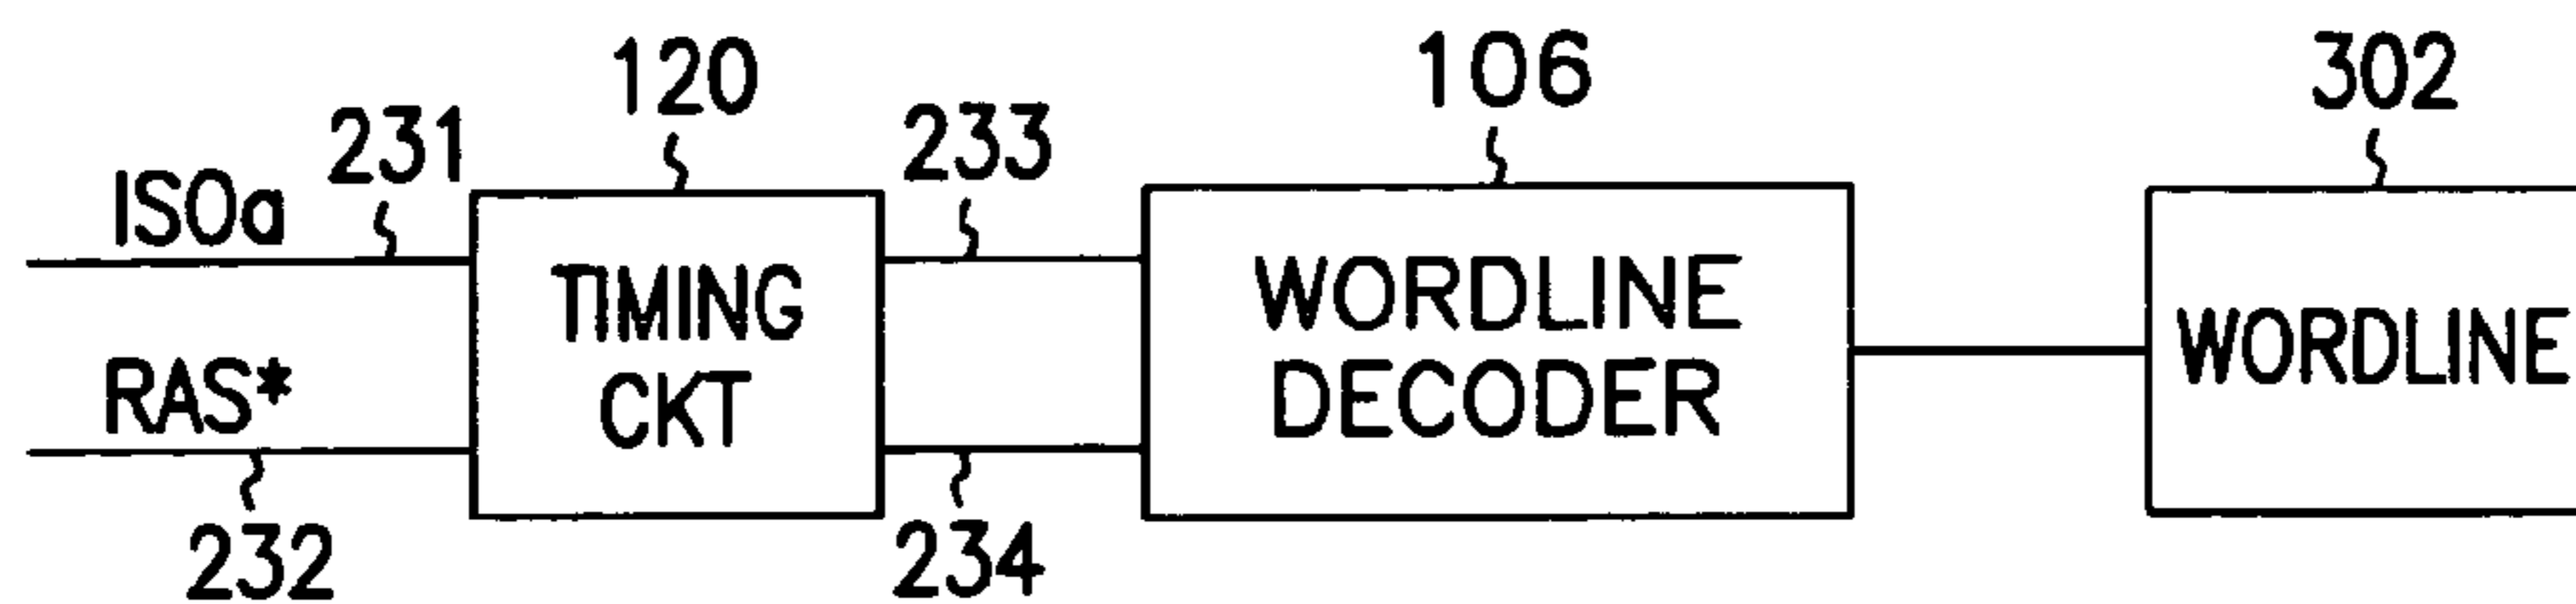 120
106
302
231
233
ISOa
TIMING
CKT
WORDLINE
DECODER
WORDLINE
RAS*
232
234